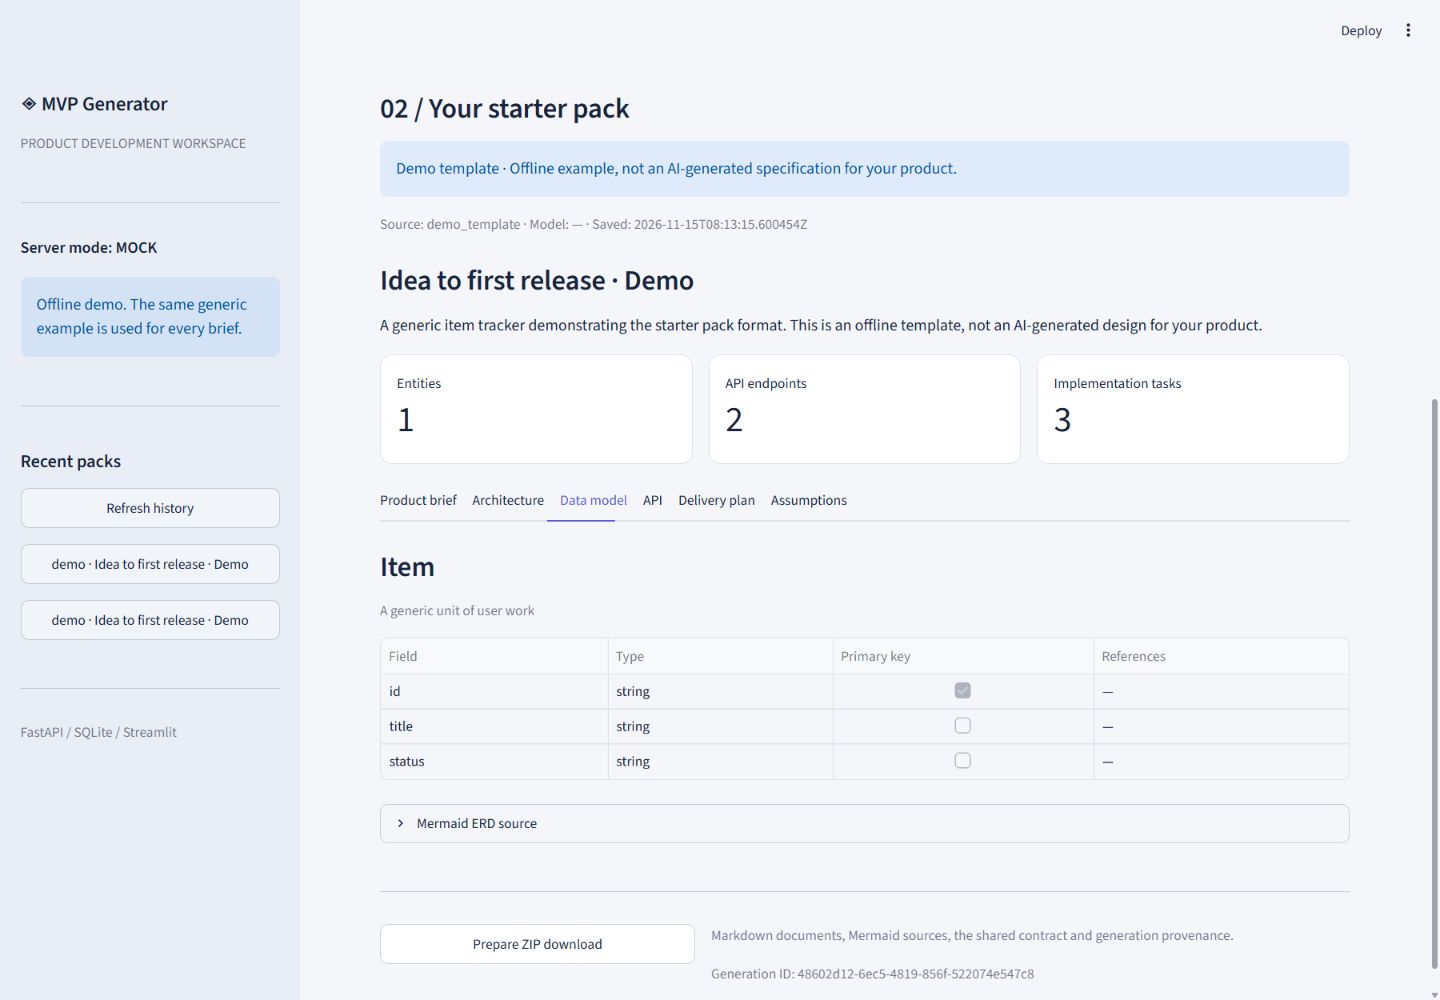 Deploy
MVP Generator
PRODUCT DEVELOPMENT WORKSPACE
Server mode: MOCK
Offline demo. The same generic
example is used for every brief.
Recent packs
Refresh history
demo · Idea to first release · Demo
demo · Idea to first release · Demo
FastAPI / SQLite / Streamlit
02 / Your starter pack
Demo template · Offline example, not an AI-generated specification for your product.
Source: demo_template · Model: — · Saved: 2026-11-15T08:13:15.600454Z
Idea to first release · Demo
A generic item tracker demonstrating the starter pack format. This is an offline template, not an AI-generated design for your product.
Entities
1
API endpoints
2
Implementation tasks
3
Product brief Architecture Data model API Delivery plan Assumptions
Item
A generic unit of user work
Field Type Primary key References
id string —
title string —
status string —
Mermaid ERD source
Prepare ZIP download
Markdown documents, Mermaid sources, the shared contract and generation provenance.
Generation ID: 48602d12-6ec5-4819-856f-522074e547c8